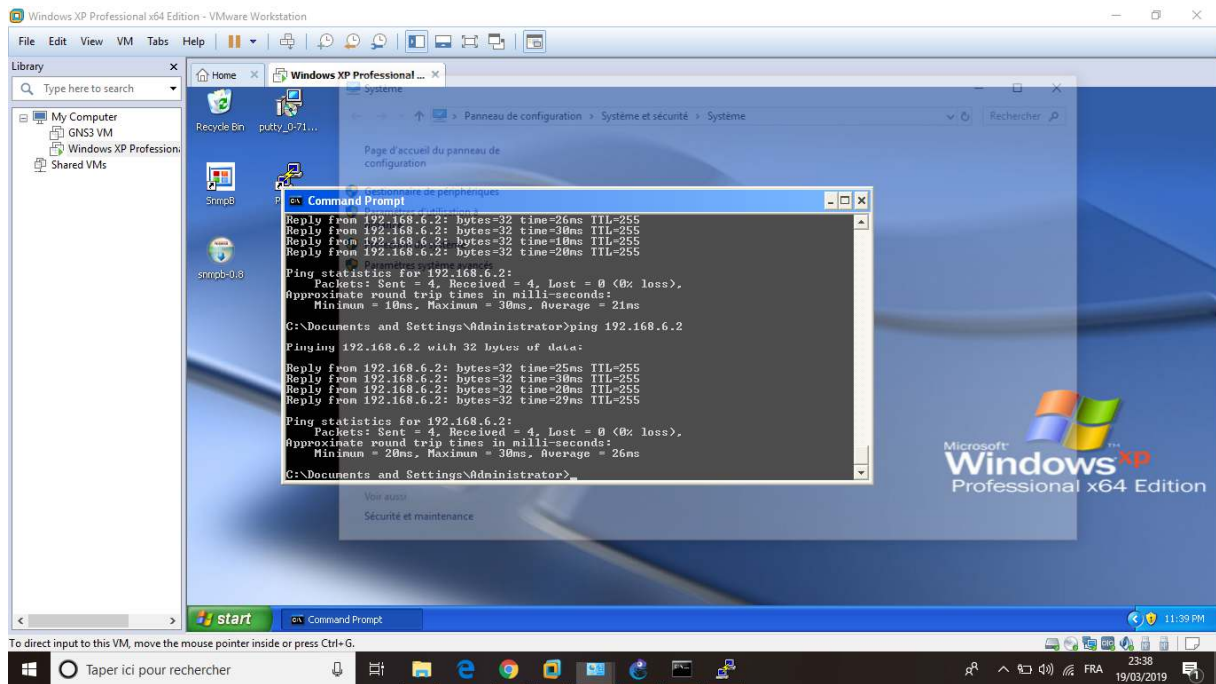 Windows XP Professional x64 Edition - VMware Workstation
File Edit View VM Tabs Help
Library
Home
Windows XP Professional ...
Type here to search
My Computer
GNS3 VM
Windows XP Profession
Shared VMs
Recycle Bin
putty_0-71...
SnmpB
P
snmpb-0.8
Système
Panneau de configuration > Système et sécurité > Système
Rechercher
Page d'accueil du panneau de
configuration
Gestionnaire de périphériques
Paramètres système avancés
Voir aussi
Sécurité et maintenance
Command Prompt
Reply from 192.168.6.2: bytes=32 time=26ms TTL=255
Reply from 192.168.6.2: bytes=32 time=30ms TTL=255
Reply from 192.168.6.2: bytes=32 time=10ms TTL=255
Reply from 192.168.6.2: bytes=32 time=20ms TTL=255
Ping statistics for 192.168.6.2:
Packets: Sent = 4, Received = 4, Lost = 0 (0% loss),
Approximate round trip times in milli-seconds:
Minimum = 10ms, Maximum = 30ms, Average = 21ms
C:\Documents and Settings\Administrator>ping 192.168.6.2
Pinging 192.168.6.2 with 32 bytes of data:
Reply from 192.168.6.2: bytes=32 time=25ms TTL=255
Reply from 192.168.6.2: bytes=32 time=30ms TTL=255
Reply from 192.168.6.2: bytes=32 time=20ms TTL=255
Reply from 192.168.6.2: bytes=32 time=29ms TTL=255
Ping statistics for 192.168.6.2:
Packets: Sent = 4, Received = 4, Lost = 0 (0% loss),
Approximate round trip times in milli-seconds:
Minimum = 20ms, Maximum = 30ms, Average = 26ms
C:\Documents and Settings\Administrator>_
Microsoft
Windows xp
Professional x64 Edition
start
Command Prompt
11:39 PM
To direct input to this VM, move the mouse pointer inside or press Ctrl+G.
Taper ici pour rechercher
FRA
23:38
19/03/2019